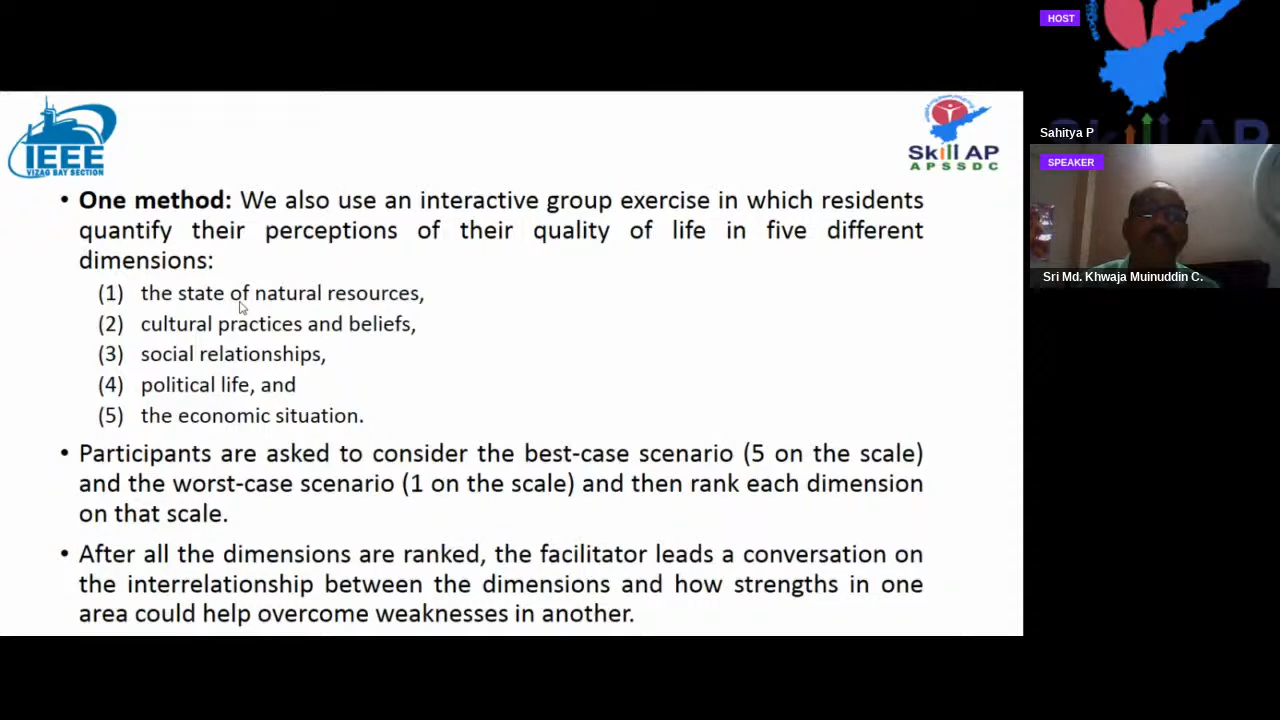 HOST
Sahitya P
SPEAKER
Sri Md. Khwaja Muinuddin C.
IEEE
VIZAG BAY SECTION
Skill AP
APSSDC
• One method: We also use an interactive group exercise in which residents
quantify their perceptions of their quality of life in five different
dimensions:
(1) the state of natural resources,
(2) cultural practices and beliefs,
(3) social relationships,
(4) political life, and
(5) the economic situation.
• Participants are asked to consider the best-case scenario (5 on the scale)
and the worst-case scenario (1 on the scale) and then rank each dimension
on that scale.
• After all the dimensions are ranked, the facilitator leads a conversation on
the interrelationship between the dimensions and how strengths in one
area could help overcome weaknesses in another.